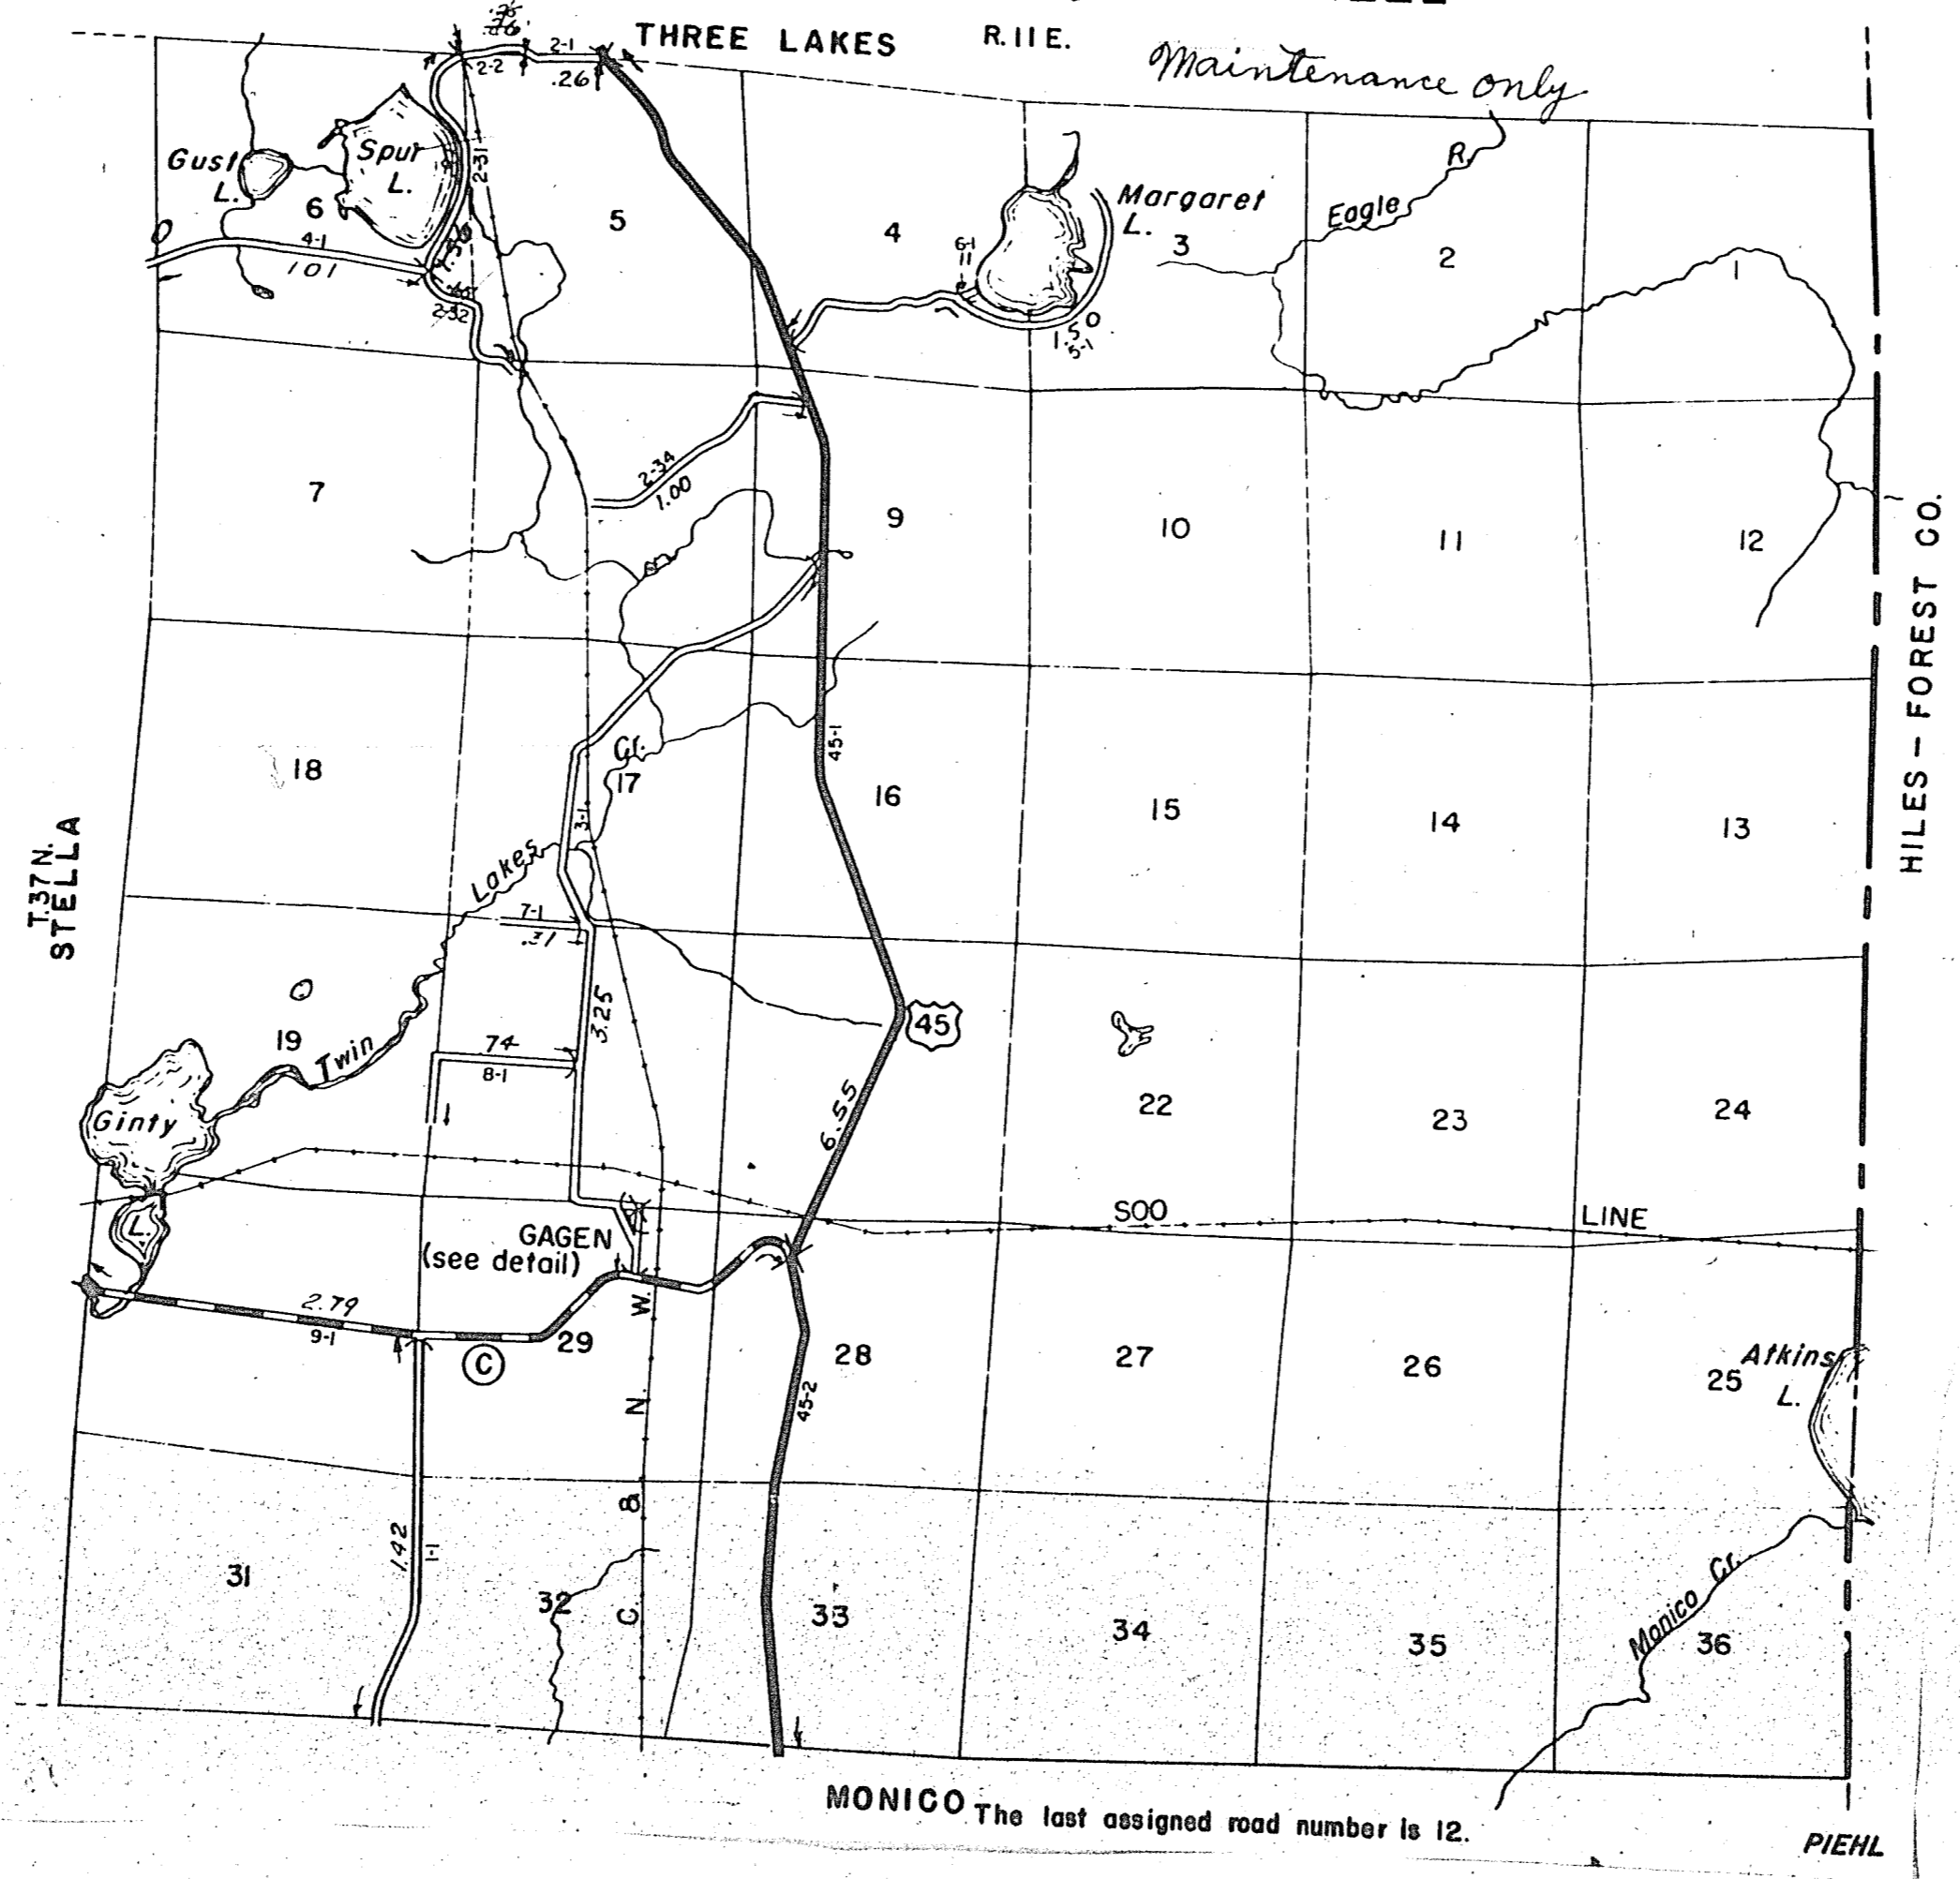 THREE LAKES R. 11 E.
Maintenance only
2-1
2-2
.26
Gust L.
Spur L.
2-31
6
5
4
Margaret L.
3
Eagle R.
2
1
4-1
1.01
2-32
6-1
1.50
5-1
7
2-34
1.00
9
10
11
12
HILES – FOREST CO.
18
Cr.
17
45-1
16
15
14
13
T.37 N.
STELLA
3-1
Lakes
7-1
.31
3.25
45
19
Twin
74
8-1
6.55
22
23
24
Ginty
L.
SOO LINE
GAGEN
(see detail)
2.79
9-1
C
29
W.
N.
&
C
28
45-2
27
26
25
Atkins L.
31
1.42
1-1
32
33
34
35
36
Monico Cr.
MONICO
The last assigned road number is 12.
PIEHL